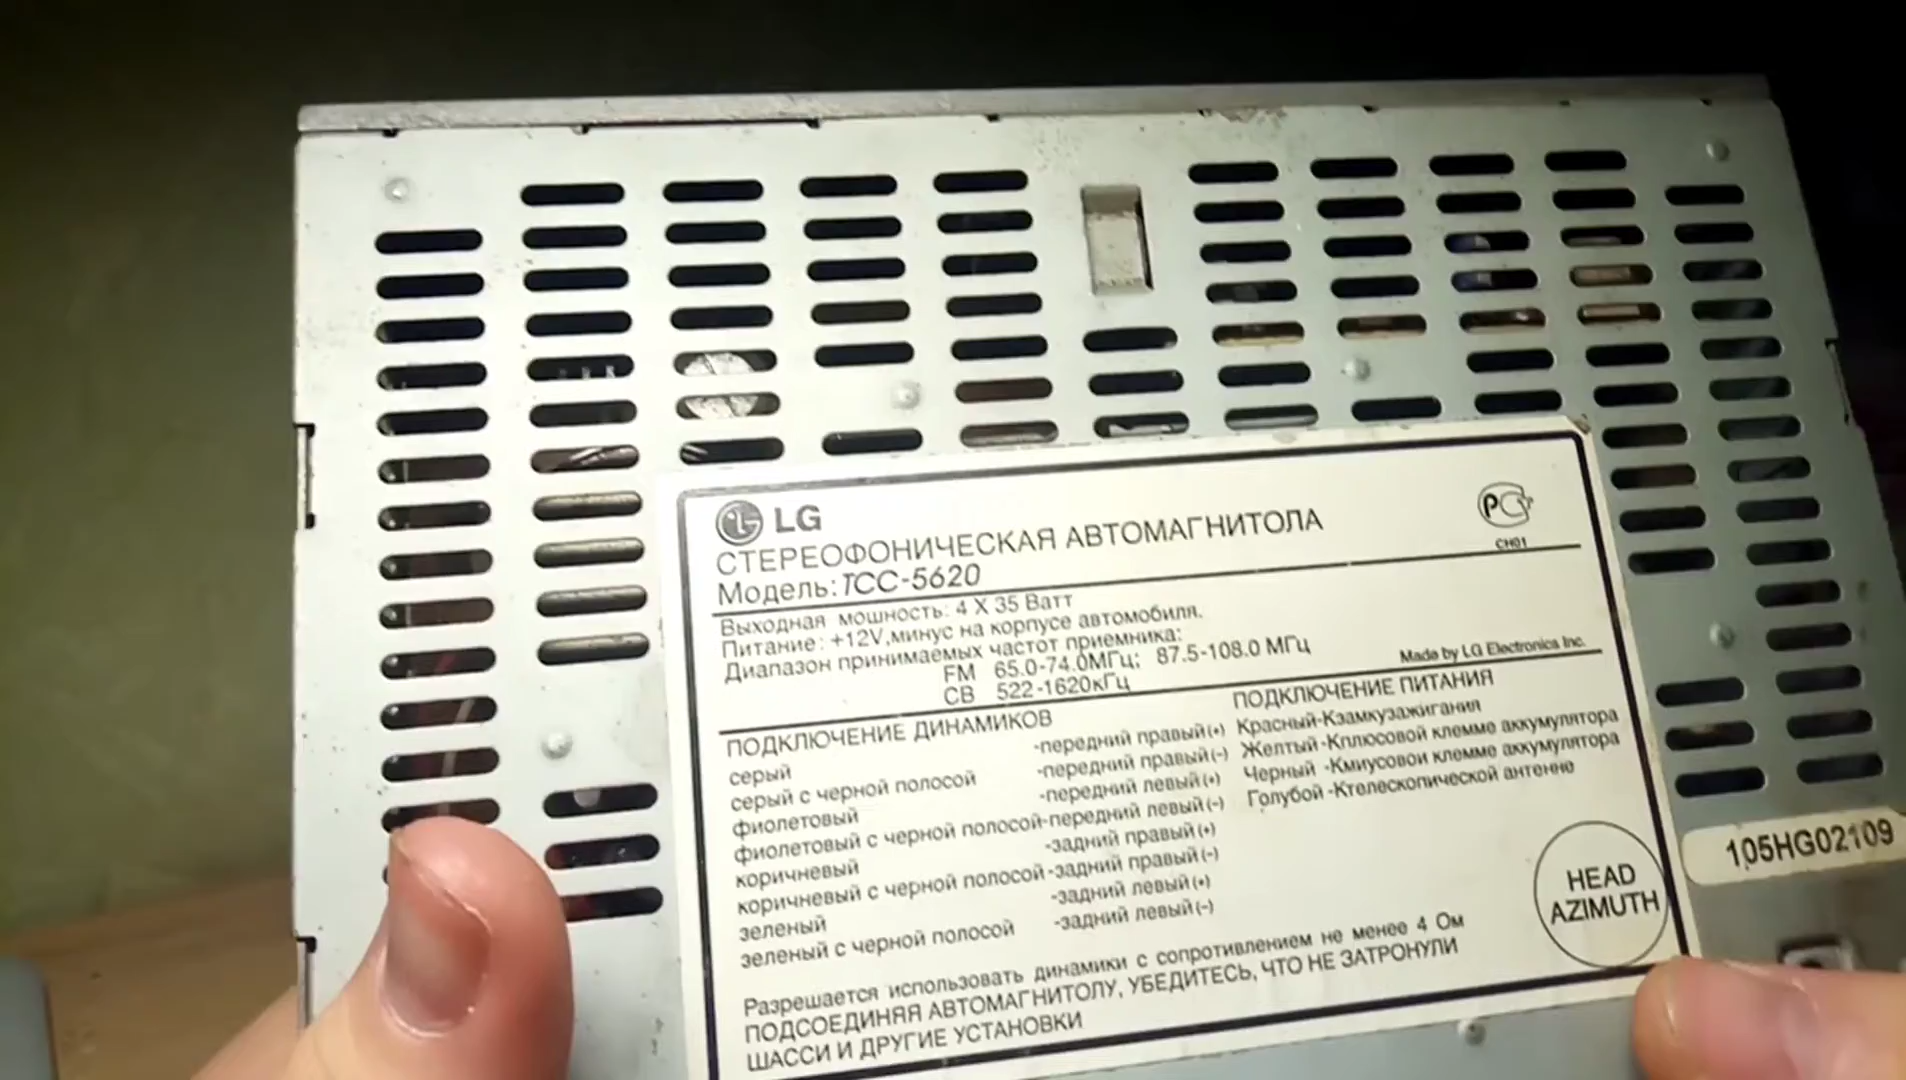 LG
СТЕРЕОФОНИЧЕСКАЯ АВТОМАГНИТОЛА
Модель: TCC-5620
РС
СН01
Выходная мошность: 4 X 35 Ватт
Питание: +12V,минус на корпусе автомобиля.
Диапазон принимаемых частот приемника:
FM 65.0-74.0МГц; 87.5-108.0 МГц
СВ 522-1620кГц
Made by LG Electronics Inc.
ПОДКЛЮЧЕНИЕ ДИНАМИКОВ
серый -передний правый(+)
серый с черной полосой -передний правый(-)
фиолетовый -передний левый(+)
фиолетовый с черной полосой-передний левый(-)
коричневый -задний правый(+)
коричневый с черной полосой-задний правый(-)
зеленый -задний левый(+)
зеленый с черной полосой -задний левый(-)
ПОДКЛЮЧЕНИЕ ПИТАНИЯ
Красный-Кзамкузажигания
Желтый-Кплюсовой клемме аккумулятора
Черный -Кмиусовои клемме аккумулятора
Голубой -Ктелескопической антенне
Разрешается использовать динамики с сопротивлением не менее 4 Ом
ПОДСОЕДИНЯЯ АВТОМАГНИТОЛУ, УБЕДИТЕСЬ, ЧТО НЕ ЗАТРОНУЛИ
ШАССИ И ДРУГИЕ УСТАНОВКИ
HEAD
AZIMUTH
105HG02109